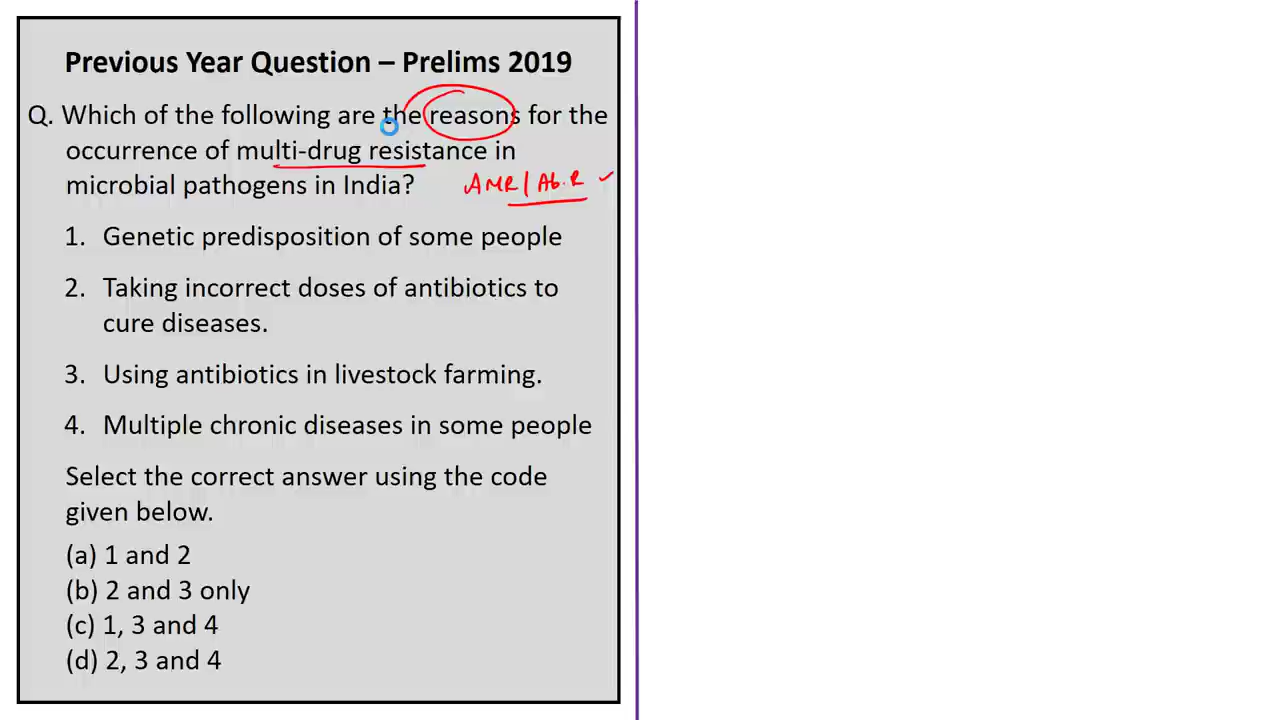 Previous Year Question – Prelims 2019
Q. Which of the following are the reasons for the
occurrence of multi-drug resistance in
microbial pathogens in India?
AMR / Ab.R ✓
1. Genetic predisposition of some people
2. Taking incorrect doses of antibiotics to
cure diseases.
3. Using antibiotics in livestock farming.
4. Multiple chronic diseases in some people
Select the correct answer using the code
given below.
(a) 1 and 2
(b) 2 and 3 only
(c) 1, 3 and 4
(d) 2, 3 and 4